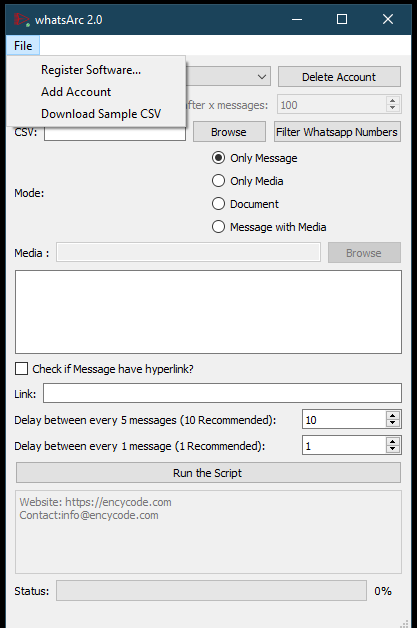 whatsArc 2.0
File
Register Software...
Add Account
Download Sample CSV
Delete Account
after x messages: 100
CSV: Browse Filter Whatsapp Numbers
Only Message
Only Media
Mode:
Document
Message with Media
Media : Browse
Check if Message have hyperlink?
Link:
Delay between every 5 messages (10 Recommended): 10
Delay between every 1 message (1 Recommended): 1
Run the Script
Website: https://encycode.com
Contact:info@encycode.com
Status: 0%